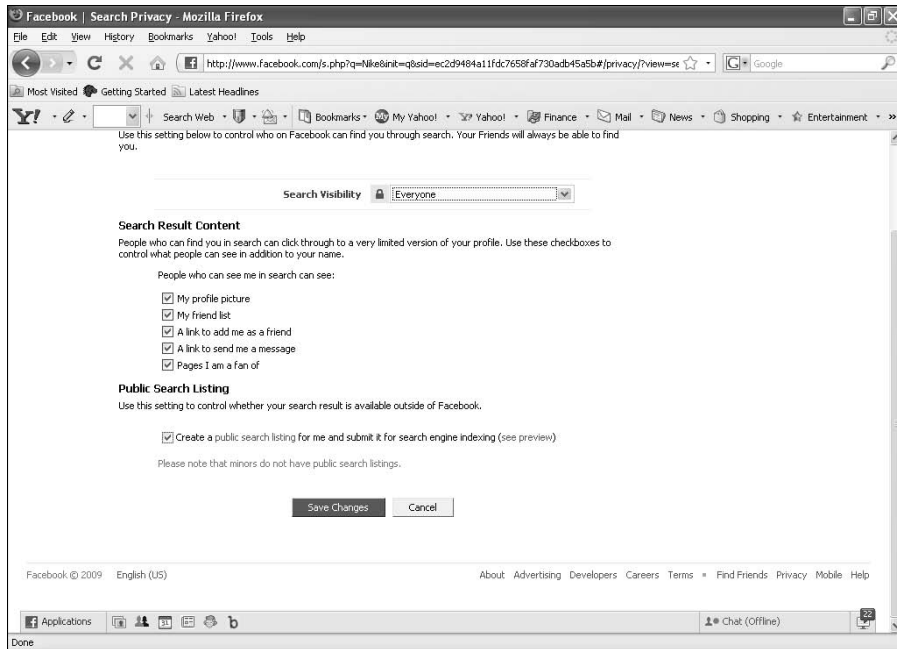 Facebook | Search Privacy - Mozilla Firefox
File Edit View History Bookmarks Yahoo! Tools Help
http://www.facebook.com/s.php?q=Nike&init=q&sid=ec2d9484a11fdc7658faf730adb45a5b#/privacy/?view=se
Google
Most Visited Getting Started Latest Headlines
Y! Search Web Bookmarks My Yahoo! Yahoo! Finance Mail News Shopping Entertainment »
Use this setting below to control who on Facebook can find you through search. Your Friends will always be able to find
you.
Search Visibility Everyone
Search Result Content
People who can find you in search can click through to a very limited version of your profile. Use these checkboxes to
control what people can see in addition to your name.
People who can see me in search can see:
My profile picture
My friend list
A link to add me as a friend
A link to send me a message
Pages I am a fan of
Public Search Listing
Use this setting to control whether your search result is available outside of Facebook.
Create a public search listing for me and submit it for search engine indexing (see preview)
Please note that minors do not have public search listings.
Save Changes Cancel
Facebook © 2009 English (US) About Advertising Developers Careers Terms Find Friends Privacy Mobile Help
Applications 31 b Chat (Offline) 22
Done